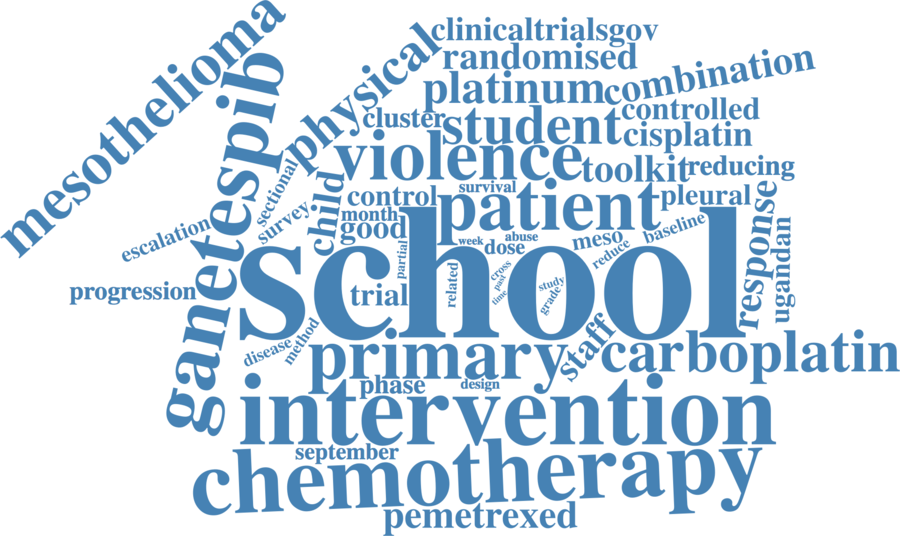 mesothelioma
clinicaltrialsgov
randomised
physical
platinum
combination
ganetespib
cluster
student
controlled
cisplatin
violence
toolkit
reducing
sectional
survey
child
control
survival
patient
pleural
month
good
escalation
partial
week
abuse
dose
meso
reduce
baseline
response
ugandan
school
progression
trial
related
cross
past
time
study
grade
disease
method
primary
staff
carboplatin
phase
design
intervention
september
chemotherapy
pemetrexed